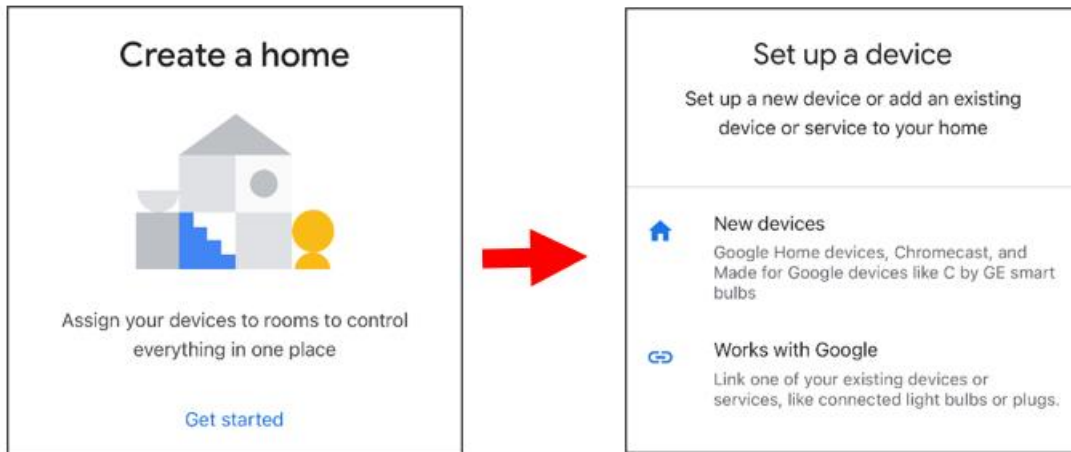 Create a home
Assign your devices to rooms to control
everything in one place
Get started
Set up a device
Set up a new device or add an existing
device or service to your home
New devices
Google Home devices, Chromecast, and
Made for Google devices like C by GE smart
bulbs
Works with Google
Link one of your existing devices or
services, like connected light bulbs or plugs.